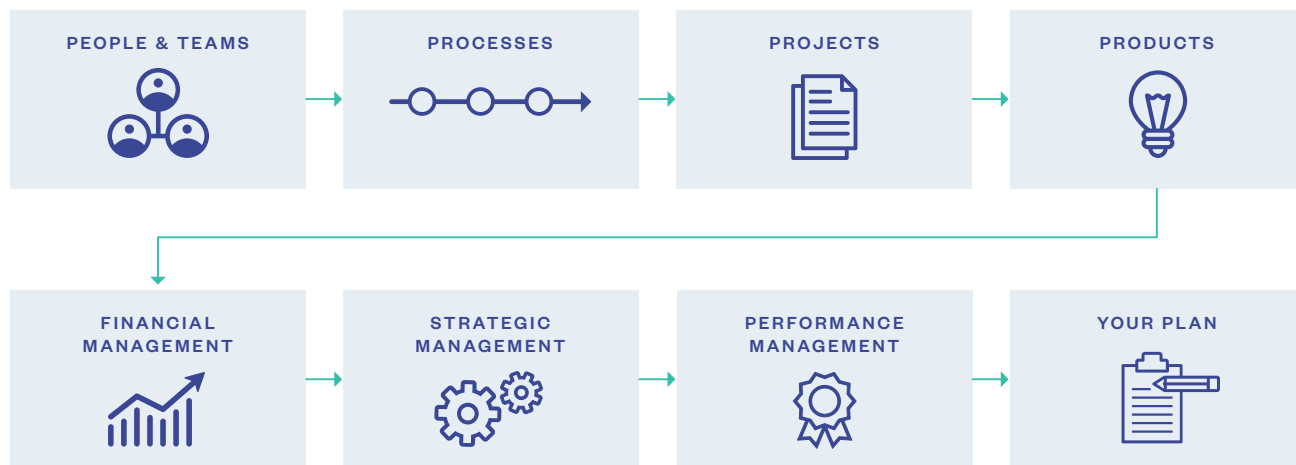 PEOPLE & TEAMS
PROCESSES
PROJECTS
PRODUCTS
FINANCIAL
MANAGEMENT
STRATEGIC
MANAGEMENT
PERFORMANCE
MANAGEMENT
YOUR PLAN